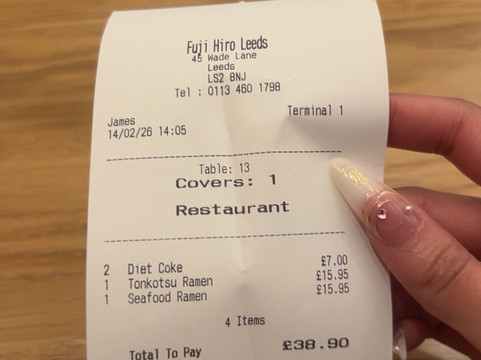 Fuji Hiro Leeds
45 Wade Lane
Leeds
LS2 8NJ
Tel : 0113 460 1798
Terminal 1
James
14/02/26 14:05
Table: 13
Covers: 1
Restaurant
2 Diet Coke £7.00
1 Tonkotsu Ramen £15.95
1 Seafood Ramen £15.95
4 Items
Total To Pay £38.90